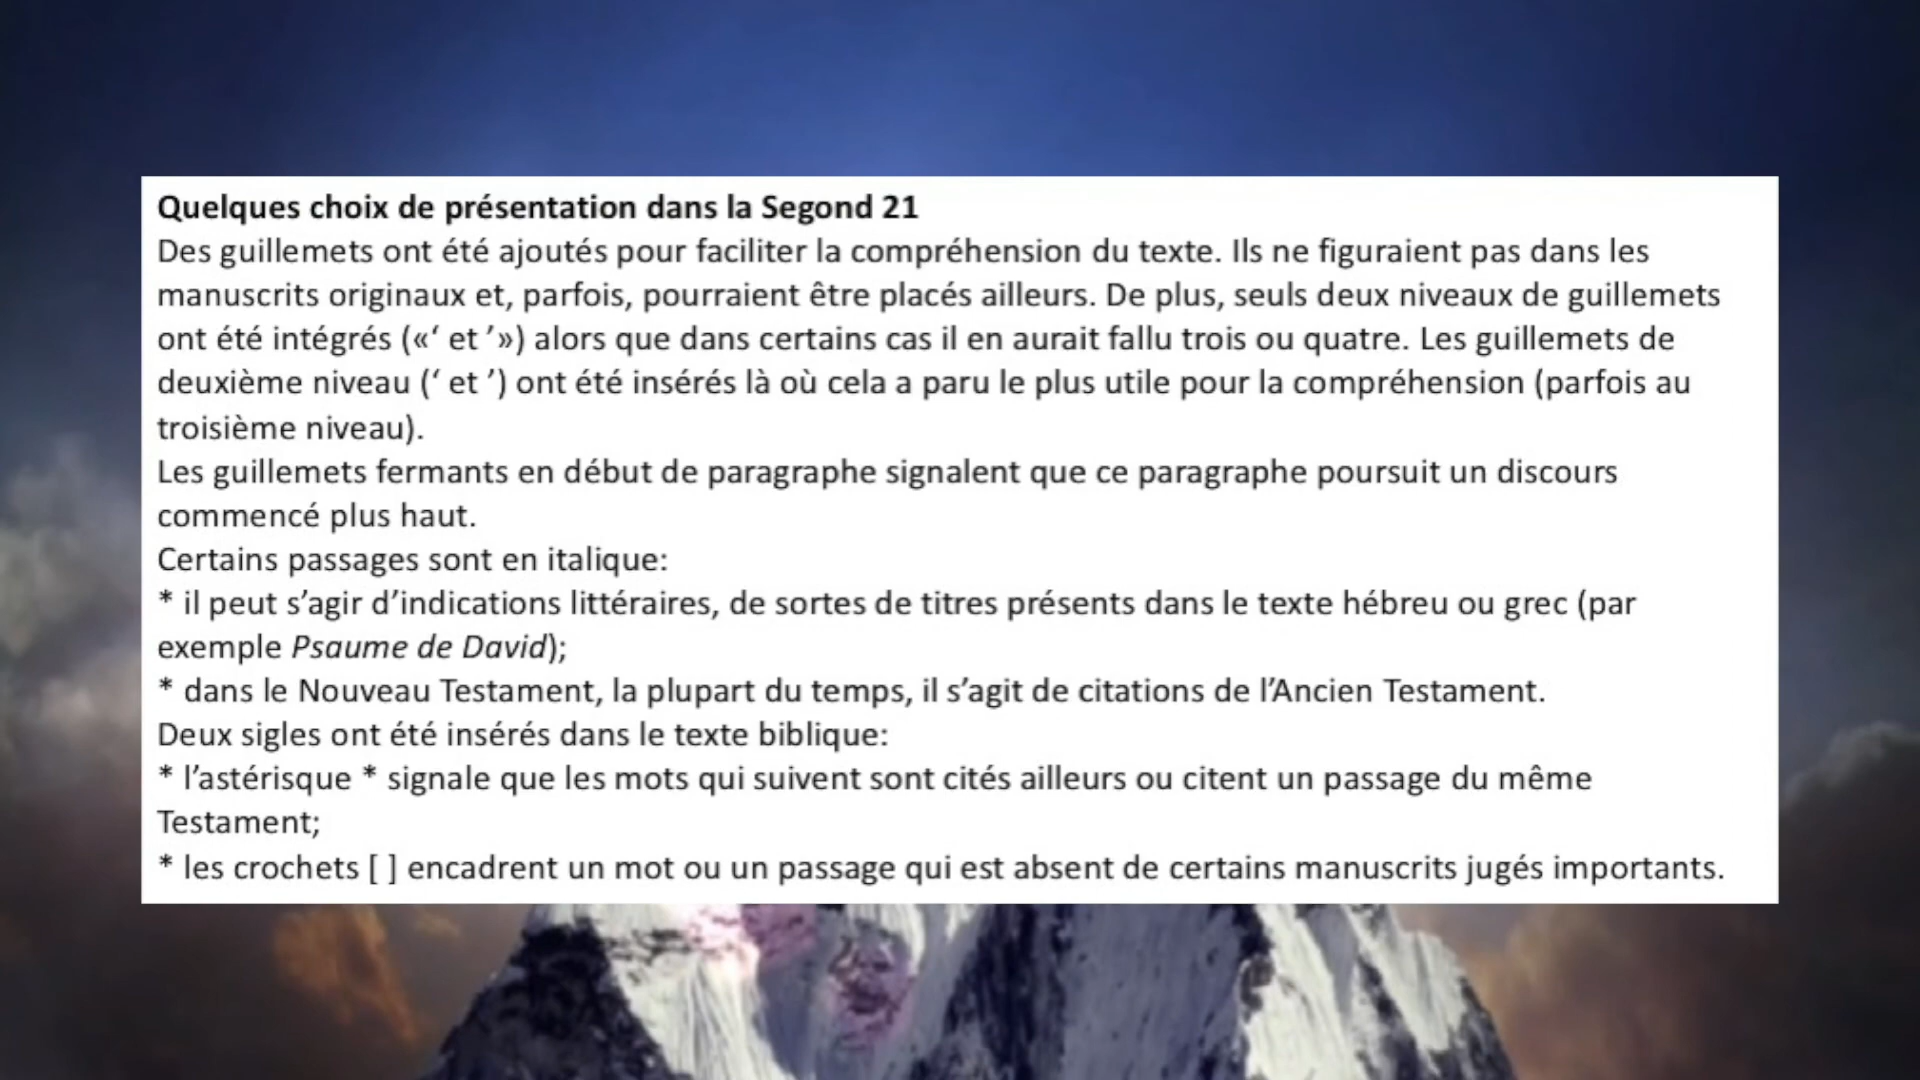 Quelques choix de présentation dans la Segond 21
Des guillemets ont été ajoutés pour faciliter la compréhension du texte. Ils ne figuraient pas dans les
manuscrits originaux et, parfois, pourraient être placés ailleurs. De plus, seuls deux niveaux de guillemets
ont été intégrés («‘ et ’») alors que dans certains cas il en aurait fallu trois ou quatre. Les guillemets de
deuxième niveau (‘ et ’) ont été insérés là où cela a paru le plus utile pour la compréhension (parfois au
troisième niveau).
Les guillemets fermants en début de paragraphe signalent que ce paragraphe poursuit un discours
commencé plus haut.
Certains passages sont en italique:
* il peut s’agir d’indications littéraires, de sortes de titres présents dans le texte hébreu ou grec (par
exemple Psaume de David);
* dans le Nouveau Testament, la plupart du temps, il s’agit de citations de l’Ancien Testament.
Deux sigles ont été insérés dans le texte biblique:
* l’astérisque * signale que les mots qui suivent sont cités ailleurs ou citent un passage du même
Testament;
* les crochets [ ] encadrent un mot ou un passage qui est absent de certains manuscrits jugés importants.